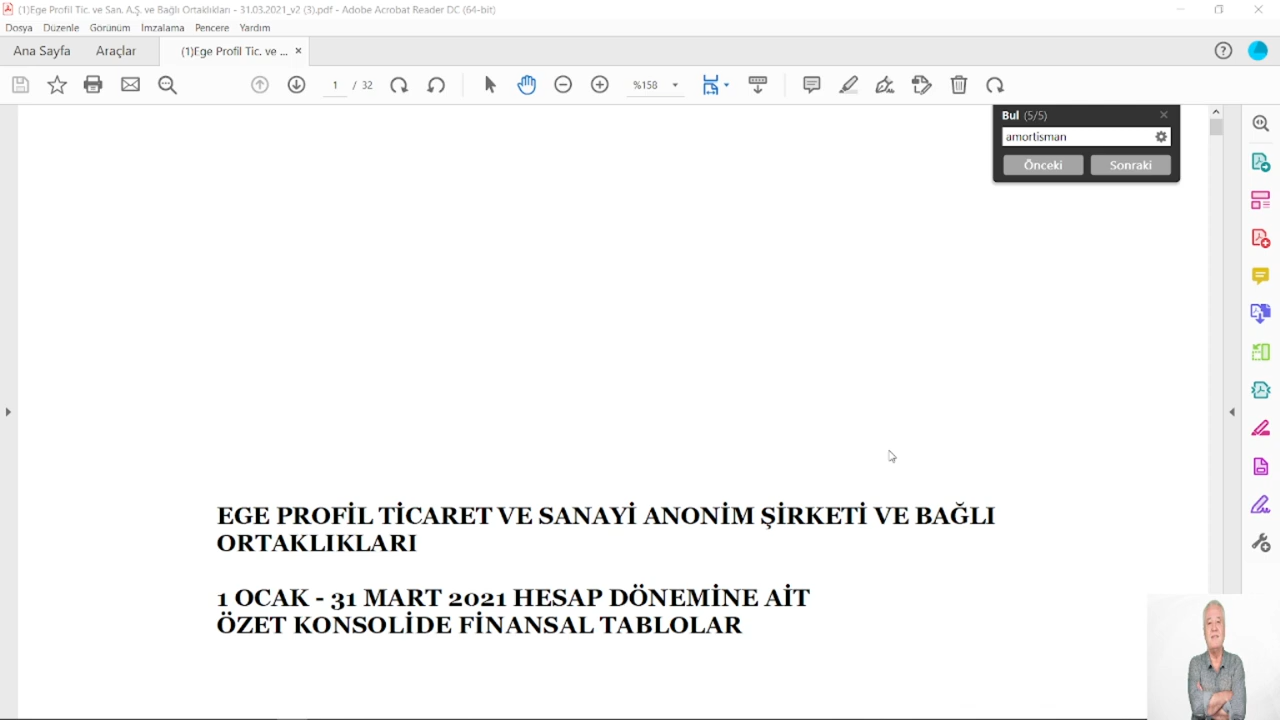 (1)Ege Profil Tic. ve San. A.Ş. ve Bağlı Ortaklıkları - 31.03.2021_v2 (3).pdf - Adobe Acrobat Reader DC (64-bit)
Dosya Düzenle Görünüm İmzalama Pencere Yardım
Ana Sayfa Araçlar (1)Ege Profil Tic. ve ... ×
1 / 32 %158
Bul (5/5)
amortisman
Önceki Sonraki
EGE PROFİL TİCARET VE SANAYİ ANONİM ŞİRKETİ VE BAĞLI
ORTAKLIKLARI
1 OCAK - 31 MART 2021 HESAP DÖNEMİNE AİT
ÖZET KONSOLİDE FİNANSAL TABLOLAR